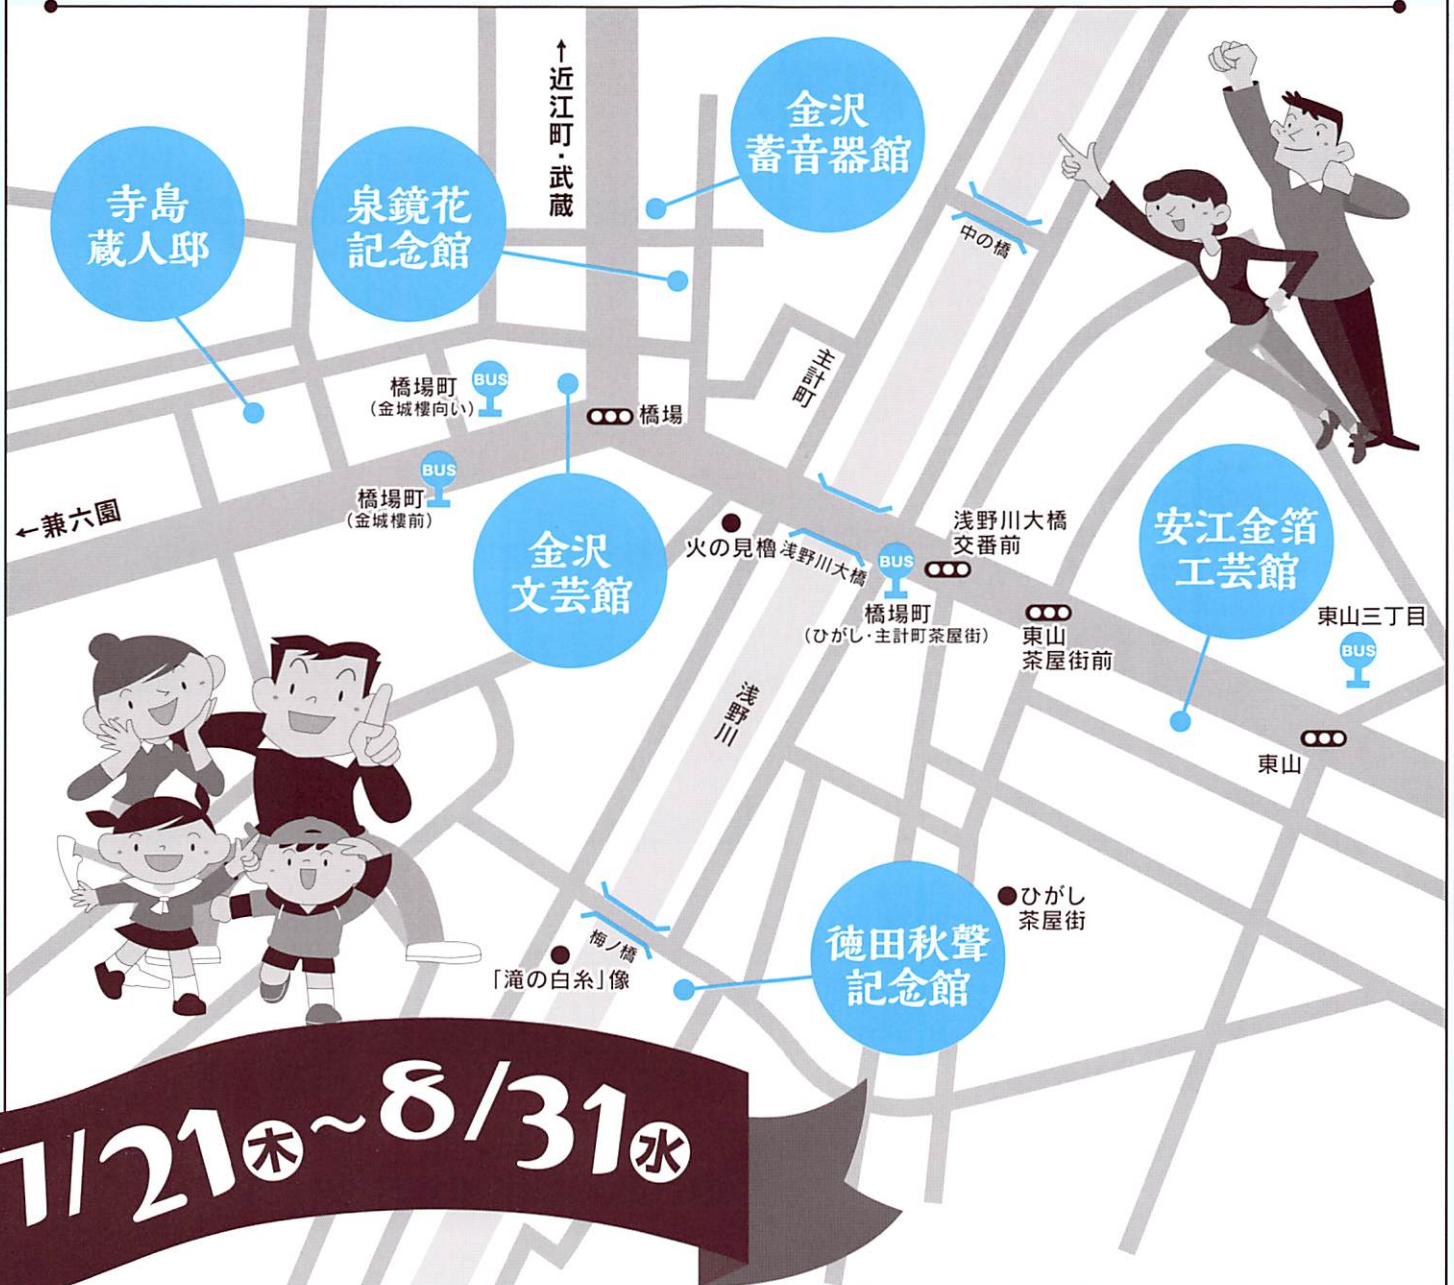 ↑近江町・武蔵
金沢
蓄音器館
寺島
蔵人邸
泉鏡花
記念館
中の橋
主計町
橋場町
(金城樓向い)
BUS
橋場
BUS
橋場町
(金城樓前)
←兼六園
金沢
文芸館
火の見櫓
浅野川大橋
BUS
橋場町
(ひがし・主計町茶屋街)
浅野川大橋
交番前
東山
茶屋街前
安江金箔
工芸館
東山三丁目
BUS
東山
浅野川
梅ノ橋
「滝の白糸」像
徳田秋聲
記念館
ひがし
茶屋街
7/21木~8/31水